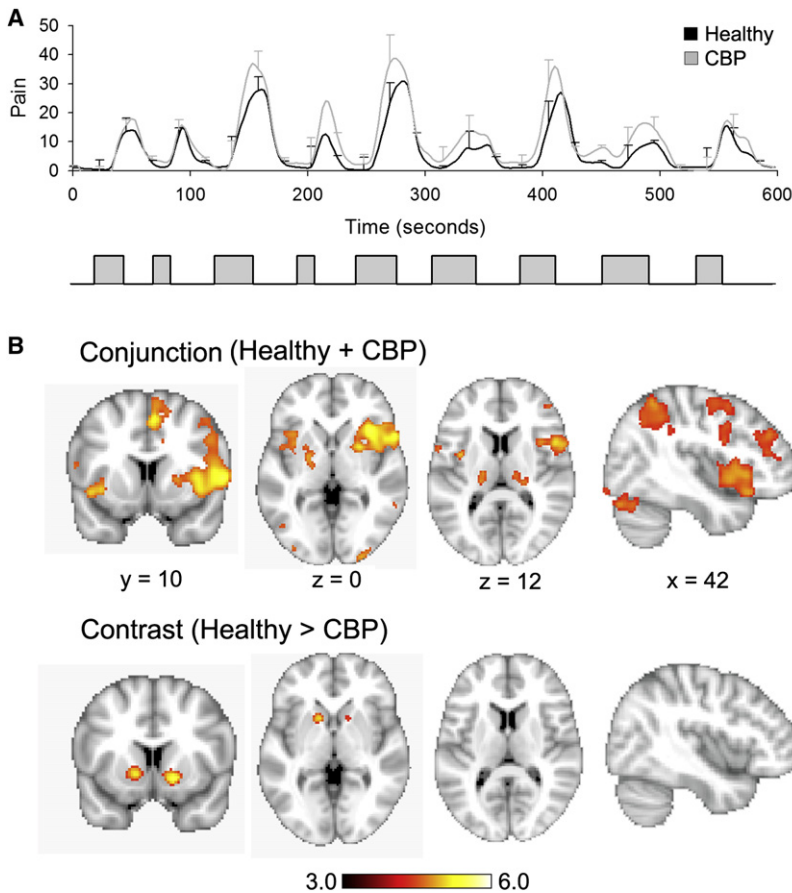 A
Healthy
CBP
Pain
50
40
30
20
10
0
0 100 200 300 400 500 600
Time (seconds)
B
Conjunction (Healthy + CBP)
y = 10 z = 0 z = 12 x = 42
Contrast (Healthy > CBP)
3.0 6.0